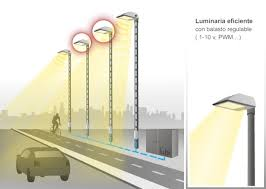 Luminaria eficiente
con balasto regulable
( 1-10 v, PWM .. )